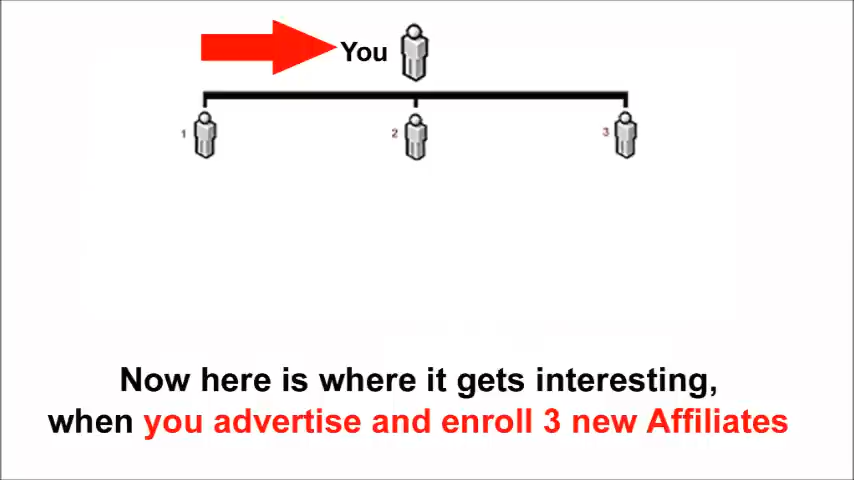 You
1 2 3
Now here is where it gets interesting,
when you advertise and enroll 3 new Affiliates